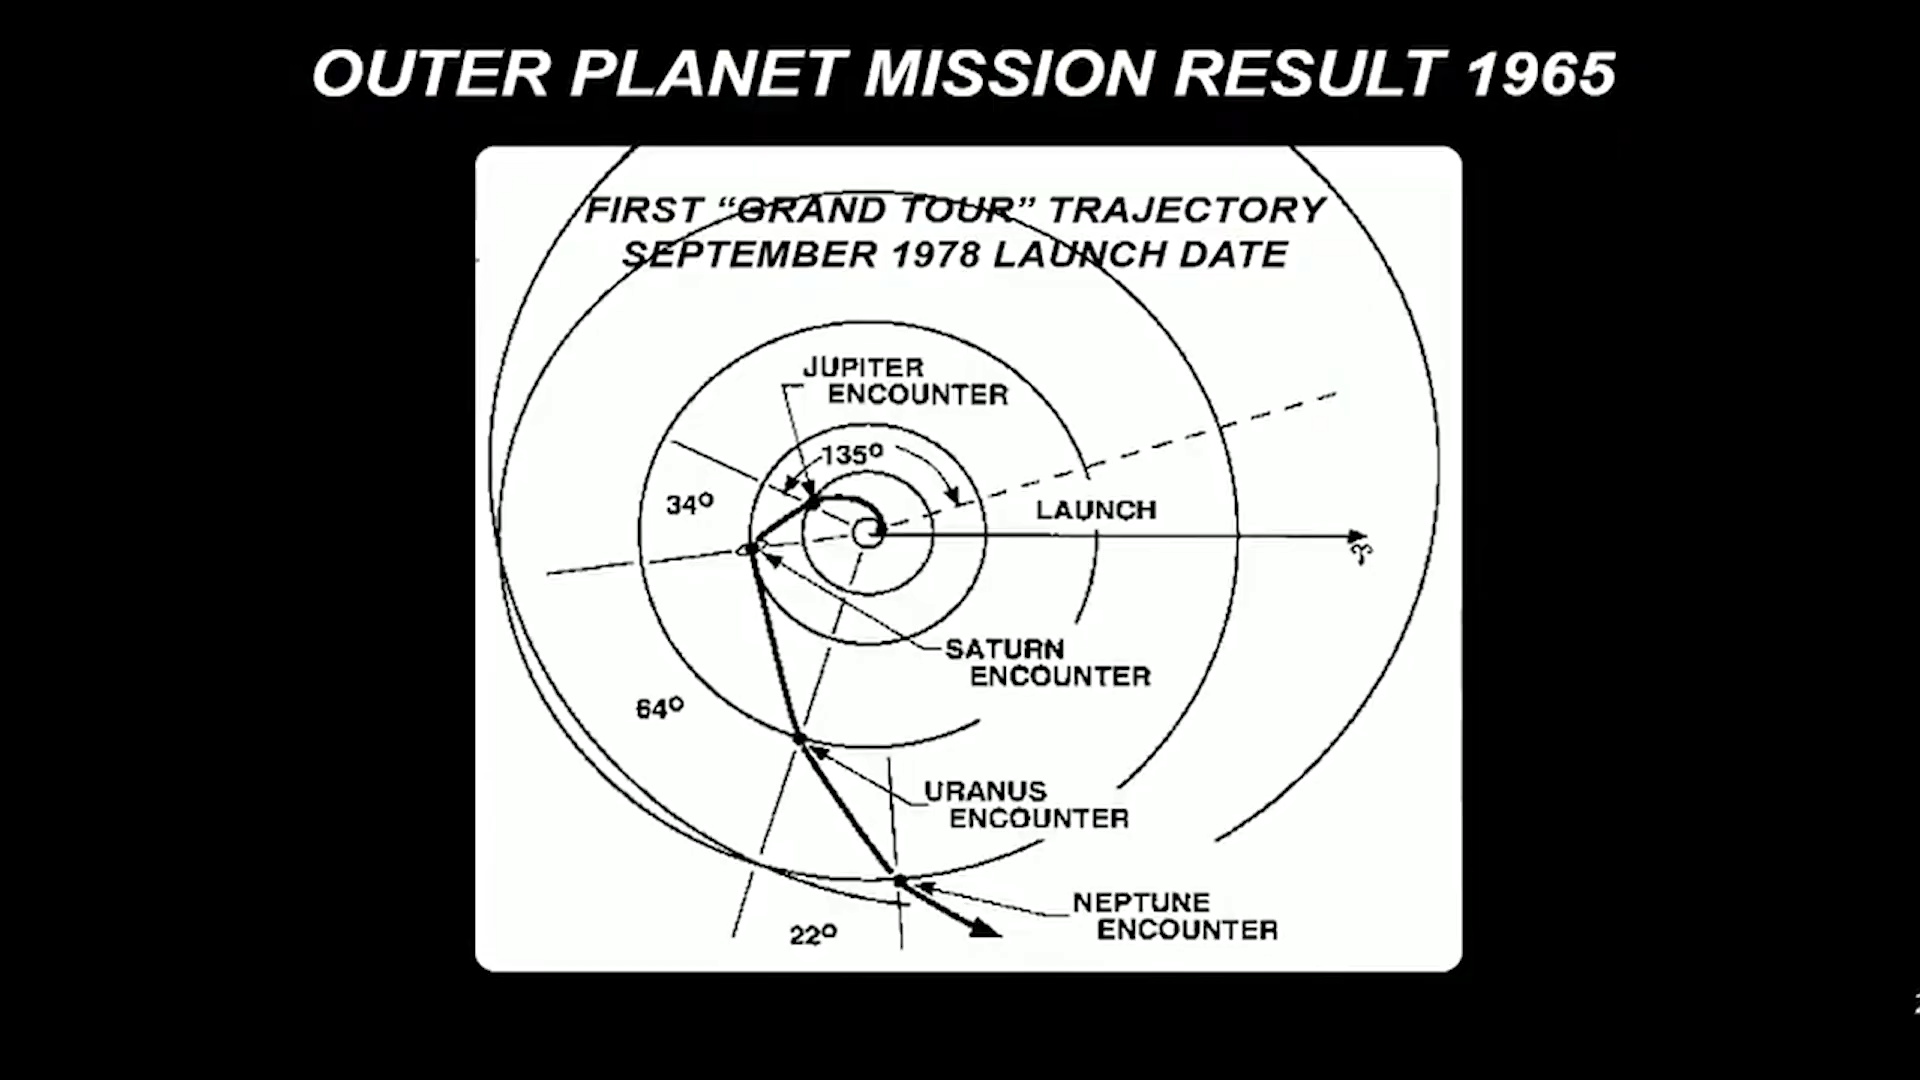 OUTER PLANET MISSION RESULT 1965
FIRST “GRAND TOUR” TRAJECTORY
SEPTEMBER 1978 LAUNCH DATE
JUPITER
ENCOUNTER
135°
34°
LAUNCH
♈
SATURN
ENCOUNTER
64°
URANUS
ENCOUNTER
NEPTUNE
ENCOUNTER
22°